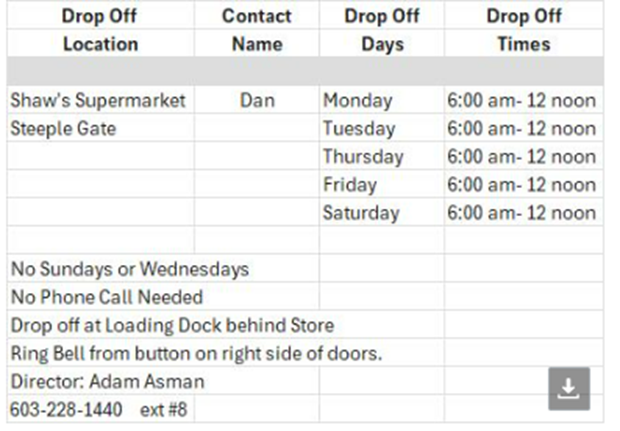 Drop Off Contact Drop Off Drop Off
Location Name Days Times
Shaw's Supermarket Dan Monday 6:00 am- 12 noon
Steeple Gate Tuesday 6:00 am- 12 noon
Thursday 6:00 am- 12 noon
Friday 6:00 am- 12 noon
Saturday 6:00 am- 12 noon
No Sundays or Wednesdays
No Phone Call Needed
Drop off at Loading Dock behind Store
Ring Bell from button on right side of doors.
Director: Adam Asman
603-228-1440 ext #8